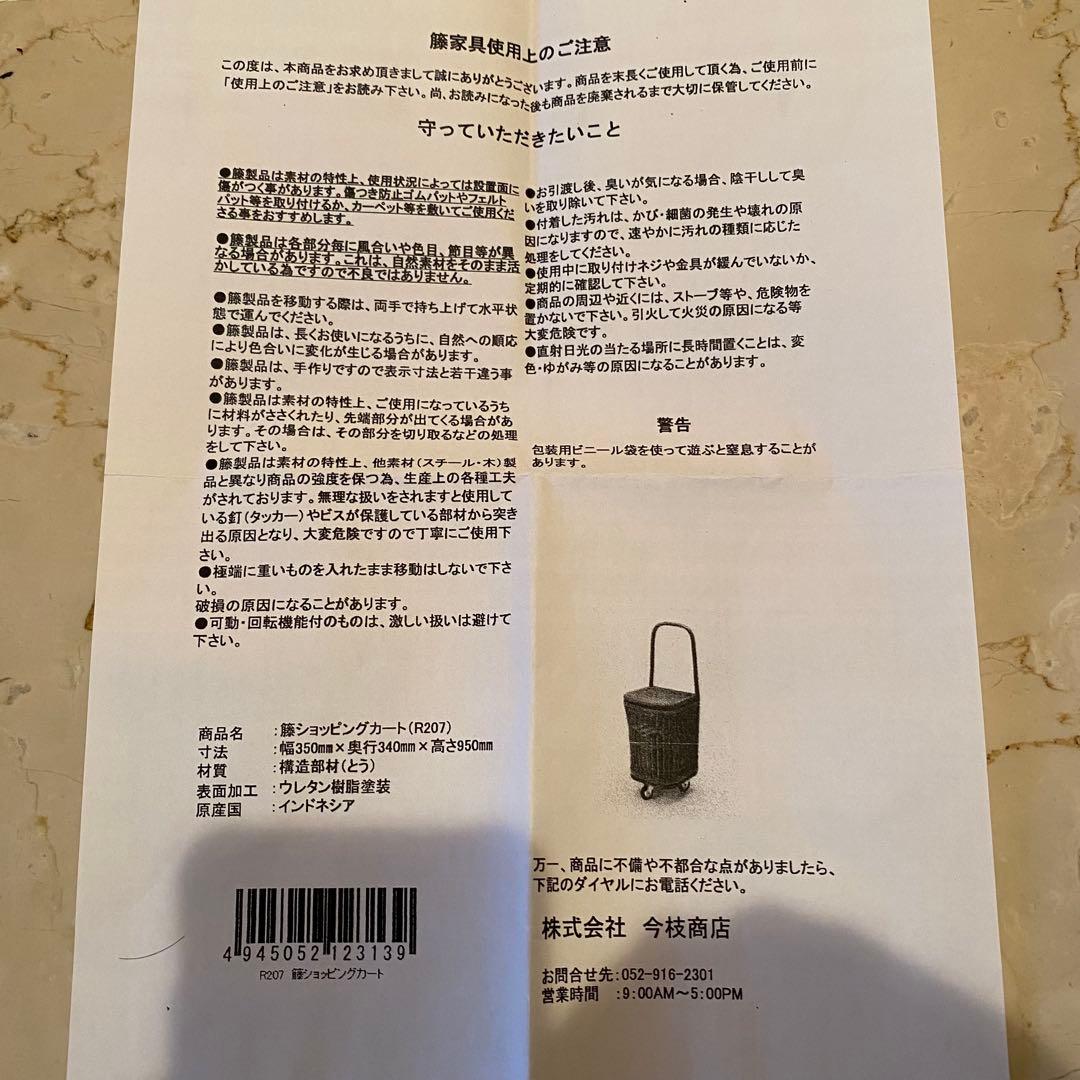 籐家具使用上のご注意
この度は、本商品をお求め頂きまして誠にありがとうございます。商品を末長くご使用して頂く為、ご使用前に
「使用上のご注意」をお読み下さい。尚、お読みになった後も商品を廃棄されるまで大切に保管してください。
守っていただきたいこと
●籐製品は素材の特性上、使用状況によっては設置面に
傷がつく事があります。傷つき防止ゴムパットやフェルト
パット等を取り付けるか、カーペット等を敷いてご使用くだ
さる事をおすすめします。
●籐製品は各部分毎に風合いや色目、節目等が異
なる場合があります。これは、自然素材をそのまま活
かしている為ですので不良ではありません。
●籐製品を移動する際は、両手で持ち上げて水平状
態で運んでください。
●籐製品は、長くお使いになるうちに、自然への順応
により色合いに変化が生じる場合があります。
●籐製品は、手作りですので表示寸法と若干違う事
があります。
●籐製品は素材の特性上、ご使用になっているうち
に材料がささくれたり、先端部分が出てくる場合があ
ります。その場合は、その部分を切り取るなどの処理
をして下さい。
●籐製品は素材の特性上、他素材(スチール・木)製
品と異なり商品の強度を保つ為、生産上の各種工夫
がされております。無理な扱いをされますと使用して
いる釘(タッカー)やビスが保護している部材から突き
出る原因となり、大変危険ですので丁寧にご使用下
さい。
●極端に重いものを入れたまま移動はしないで下さ
い。
破損の原因になることがあります。
●可動・回転機能付のものは、激しい扱いは避けて
下さい。
●お引渡し後、臭いが気になる場合、陰干しして臭
いを取り除いて下さい。
●付着した汚れは、かび・細菌の発生や壊れの原
因になりますので、速やかに汚れの種類に応じた
処理をしてください。
●使用中に取り付けネジや金具が緩んでいないか、
定期的に確認して下さい。
●商品の周辺や近くには、ストーブ等や、危険物を
置かないで下さい。引火して火災の原因になる等
大変危険です。
●直射日光の当たる場所に長時間置くことは、変
色・ゆがみ等の原因になることがあります。
警告
包装用ビニール袋を使って遊ぶと窒息することが
あります。
商品名 :籐ショッピングカート(R207)
寸法 :幅350㎜×奥行340㎜×高さ950㎜
材質 :構造部材(とう)
表面加工 :ウレタン樹脂塗装
原産国 :インドネシア
4 945052 123139
R207 籐ショッピングカート
万一、商品に不備や不都合な点がありましたら、
下記のダイヤルにお電話ください。
株式会社 今枝商店
お問合せ先:052-916-2301
営業時間 :9:00AM～5:00PM